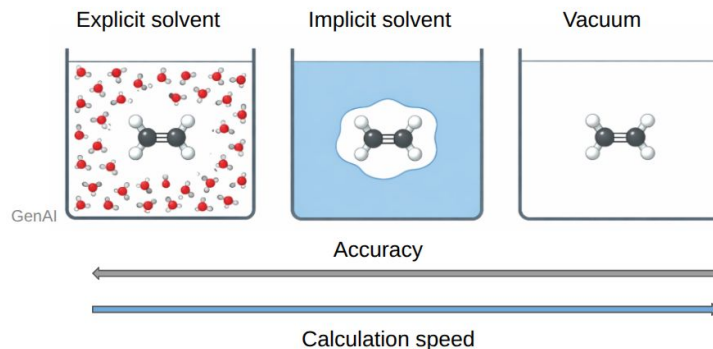 Explicit solvent
Implicit solvent
Vacuum
GenAI
Accuracy
Calculation speed